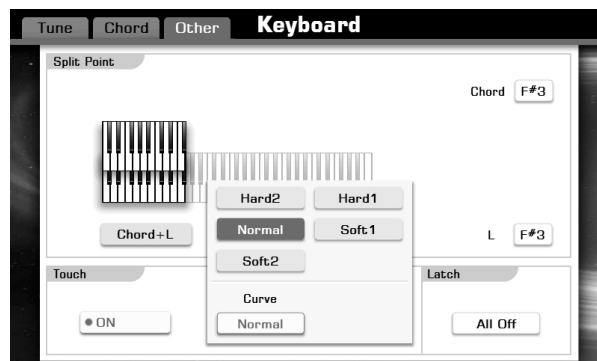 Tune Chord Other Keyboard
Split Point
Chord F#3
Hard2 Hard1
Chord+L Normal Soft1 L F#3
Soft2
Touch Latch
Curve
ON Normal All Off